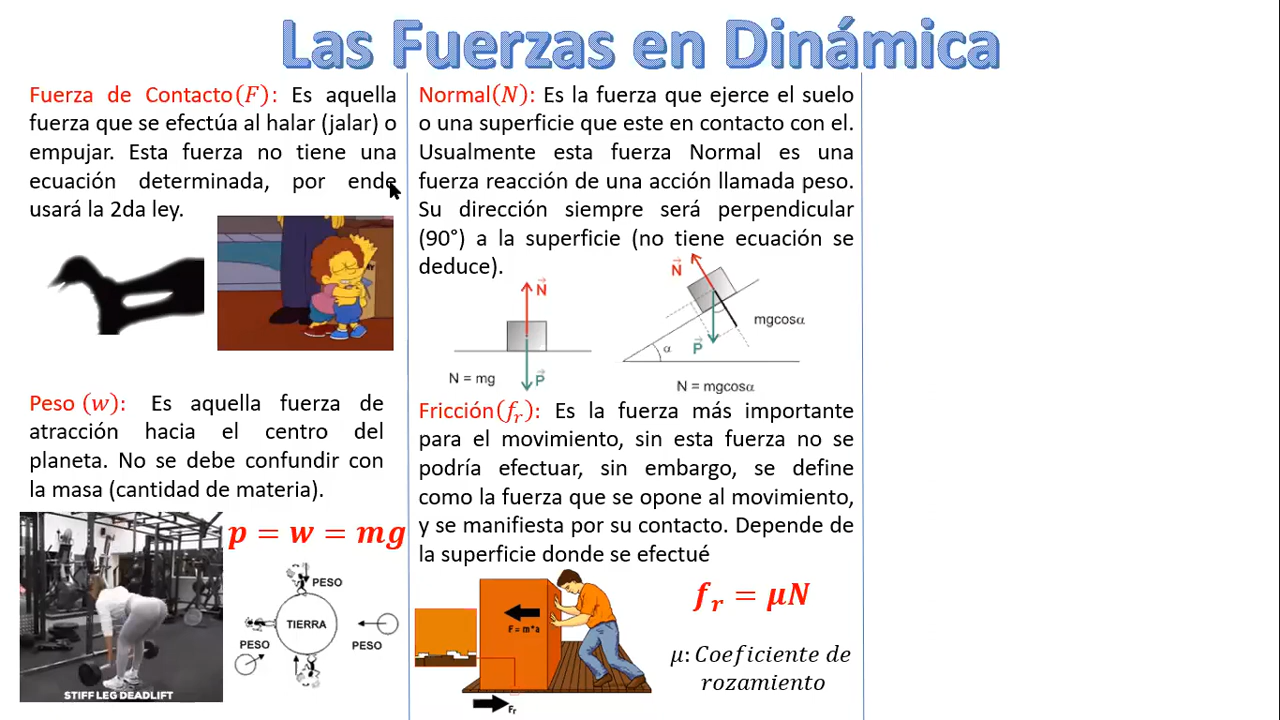 Las Fuerzas en Dinámica
Fuerza de Contacto(F): Es aquella
fuerza que se efectúa al halar (jalar) o
empujar. Esta fuerza no tiene una
ecuación determinada, por ende
usará la 2da ley.
Peso (w): Es aquella fuerza de
atracción hacia el centro del
planeta. No se debe confundir con
la masa (cantidad de materia).
p = w = mg
STIFF LEG DEADLIFT
PESO
TIERRA
PESO
PESO
Normal(N): Es la fuerza que ejerce el suelo
o una superficie que este en contacto con el.
Usualmente esta fuerza Normal es una
fuerza reacción de una acción llamada peso.
Su dirección siempre será perpendicular
(90°) a la superficie (no tiene ecuación se
deduce).
N
P
N = mg
N
mgcosα
α
P
N = mgcosα
Fricción(fr): Es la fuerza más importante
para el movimiento, sin esta fuerza no se
podría efectuar, sin embargo, se define
como la fuerza que se opone al movimiento,
y se manifiesta por su contacto. Depende de
la superficie donde se efectué
F = m*a
Fr
fr = μN
μ: Coeficiente de
rozamiento